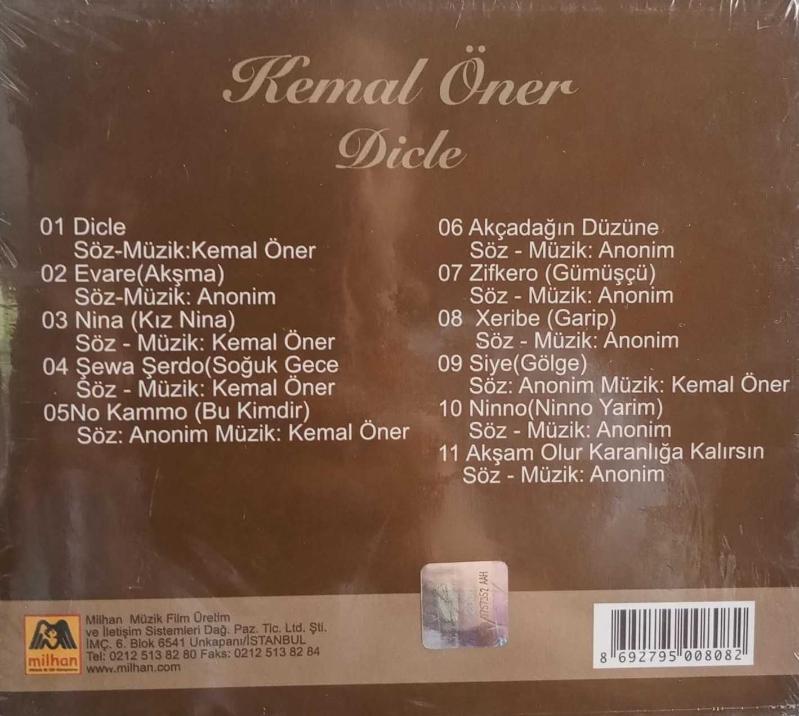 Kemal Öner
Dicle
01 Dicle
Söz-Müzik:Kemal Öner
02 Evare(Akşma)
Söz-Müzik: Anonim
03 Nina (Kız Nina)
Söz - Müzik: Kemal Öner
04 Şewa Şerdo(Soğuk Gece
Söz - Müzik: Kemal Öner
05No Kammo (Bu Kimdir)
Söz: Anonim Müzik: Kemal Öner
06 Akçadağın Düzüne
Söz - Müzik: Anonim
07 Zifkero (Gümüşçü)
Söz - Müzik: Anonim
08 Xeribe (Garip)
Söz - Müzik: Anonim
09 Siye(Gölge)
Söz: Anonim Müzik: Kemal Öner
10 Ninno(Ninno Yarim)
Söz - Müzik: Anonim
11 Akşam Olur Karanlığa Kalırsın
Söz - Müzik: Anonim
milhan
Milhan Müzik Film Üretim
ve İletişim Sistemleri Dağ. Paz. Tic. Ltd. Şti.
İMÇ. 6. Blok 6541 Unkapanı/İSTANBUL
Tel: 0212 513 82 80 Faks: 0212 513 82 84
www.milhan.com
8 692795 008082